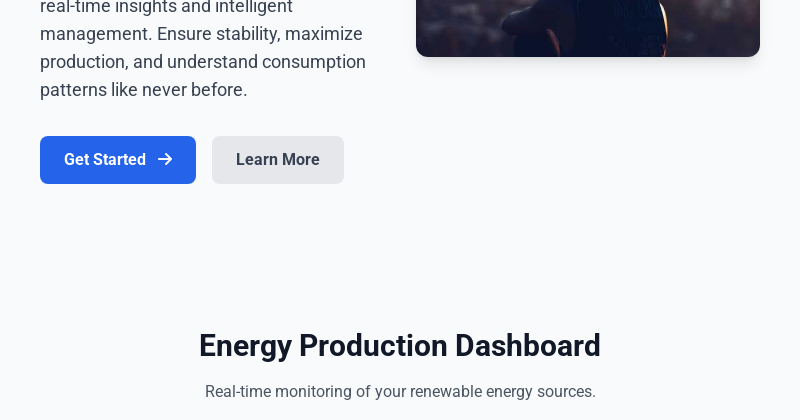 real-time insights and intelligent
management. Ensure stability, maximize
production, and understand consumption
patterns like never before.
Get Started
Learn More
Energy Production Dashboard
Real-time monitoring of your renewable energy sources.